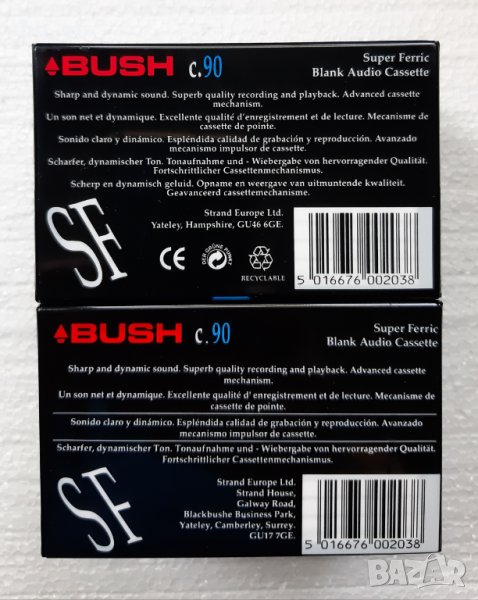 BUSH c.90
Super Ferric
Blank Audio Cassette
Sharp and dynamic sound. Superb quality recording and playback. Advanced cassette
mechanism.
Un son net et dynamique. Excellente qualité d'enregistrement et de lecture. Mecanisme de
cassette de pointe.
Sonido claro y dinámico. Espléndida calidad de grabación y reproducción. Avanzado
mecanismo impulsor de cassette.
Scharfer, dynamischer Ton. Tonaufnahme und - Wiebergabe von hervorragender Qualität.
Fortschrittlicher Cassettenmechanismus.
Scherp en dynamisch geluid. Opname en weergave van uitmuntende kwaliteit.
Geavanceerd cassettemechanisme.
SF
Strand Europe Ltd.
Yateley, Hampshire, GU46 6GE.
CE
DER GRÜNE PUNKT
RECYCLABLE
5 016676 002038
BUSH c.90
Super Ferric
Blank Audio Cassette
Sharp and dynamic sound. Superb quality recording and playback. Advanced cassette
mechanism.
Un son net et dynamique. Excellente qualité d' enregistrement et de lecture. Mecanisme de
cassette de pointe.
Sonido claro y dinámico. Espléndida calidad de grabación y reproducción. Avanzado
mecanismo impulsor de cassette.
Scharfer, dynamischer Ton. Tonaufnahme und - Wiebergabe von hervorragender Qualität.
Fortschrittlicher Cassettenmechanismus.
SF
Strand Europe Ltd.
Strand House,
Galway Road,
Blackbushe Business Park,
Yateley, Camberley, Surrey.
GU17 7GE.
5 016676 002038
BAZAR